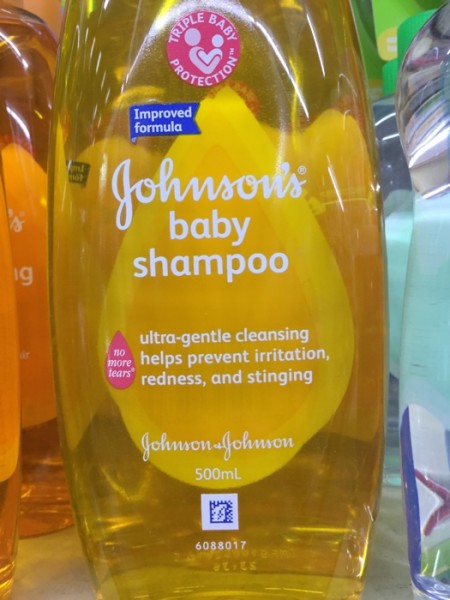 TRIPLE BABY
PROTECTION™
Improved
formula
Johnson's®
baby
shampoo
no
more
tears®
ultra-gentle cleansing
helps prevent irritation,
redness, and stinging
Johnson & Johnson
500mL
6088017